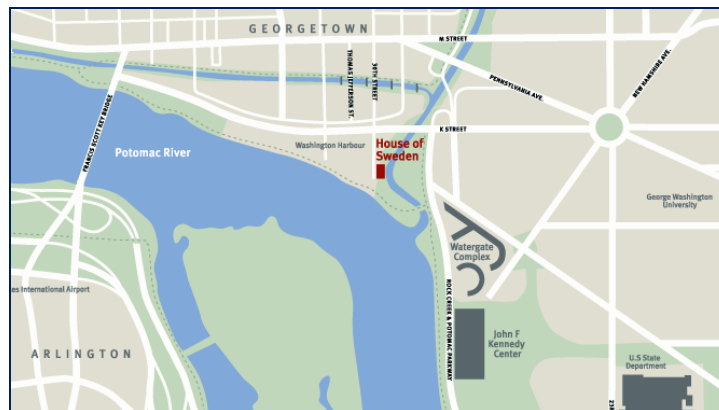 GEORGETOWN
M STREET
THOMAS JEFFERSON ST.
30TH STREET
PENNSYLVANIA AVE.
NEW HAMPSHIRE AVE.
FRANCIS SCOTT KEY BRIDGE
K STREET
Potomac River
Washington Harbour
House of
Sweden
George Washington
University
Watergate
Complex
es International Airport
ROCK CREEK & POTOMAC PARKWAY
John F
Kennedy
Center
ARLINGTON
U.S State
Department